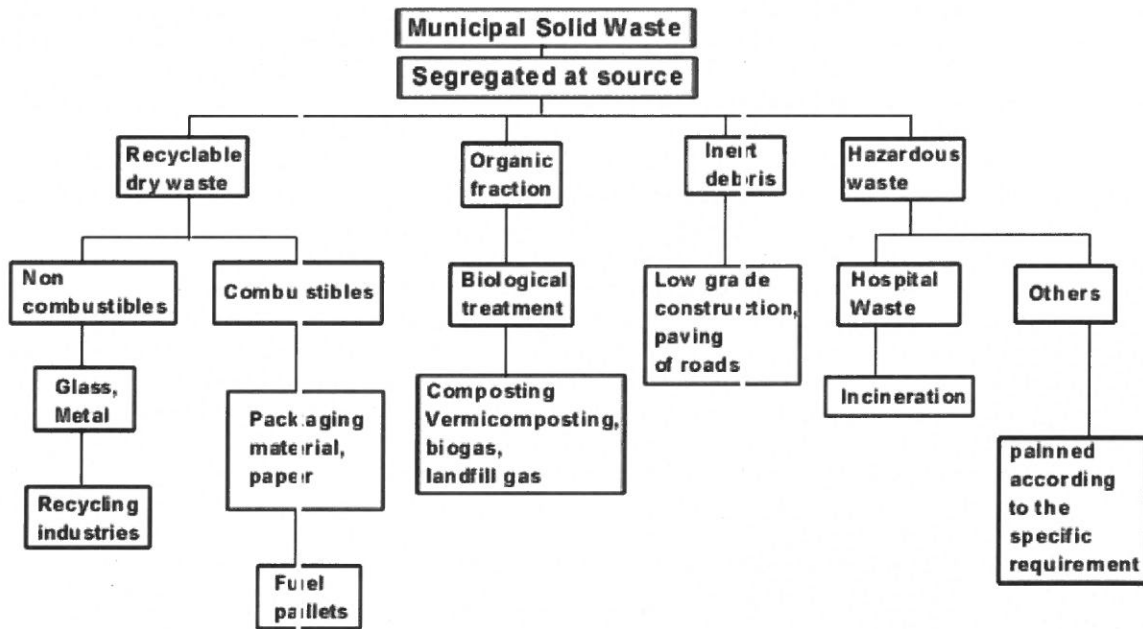 Municipal Solid Waste
Segregated at source
Recyclable
dry waste
Organic
fraction
Inert
debris
Hazardous
waste
Non
combustibles
Combustibles
Biological
treatment
Low grade
construction,
paving
of roads
Hospital
Waste
Others
Glass,
Metal
Packaging
material,
paper
Composting
Vermicomposting,
biogas,
landfill gas
Incineration
Recycling
industries
palnned
according
to the
specific
requirement
Fuel
paillets